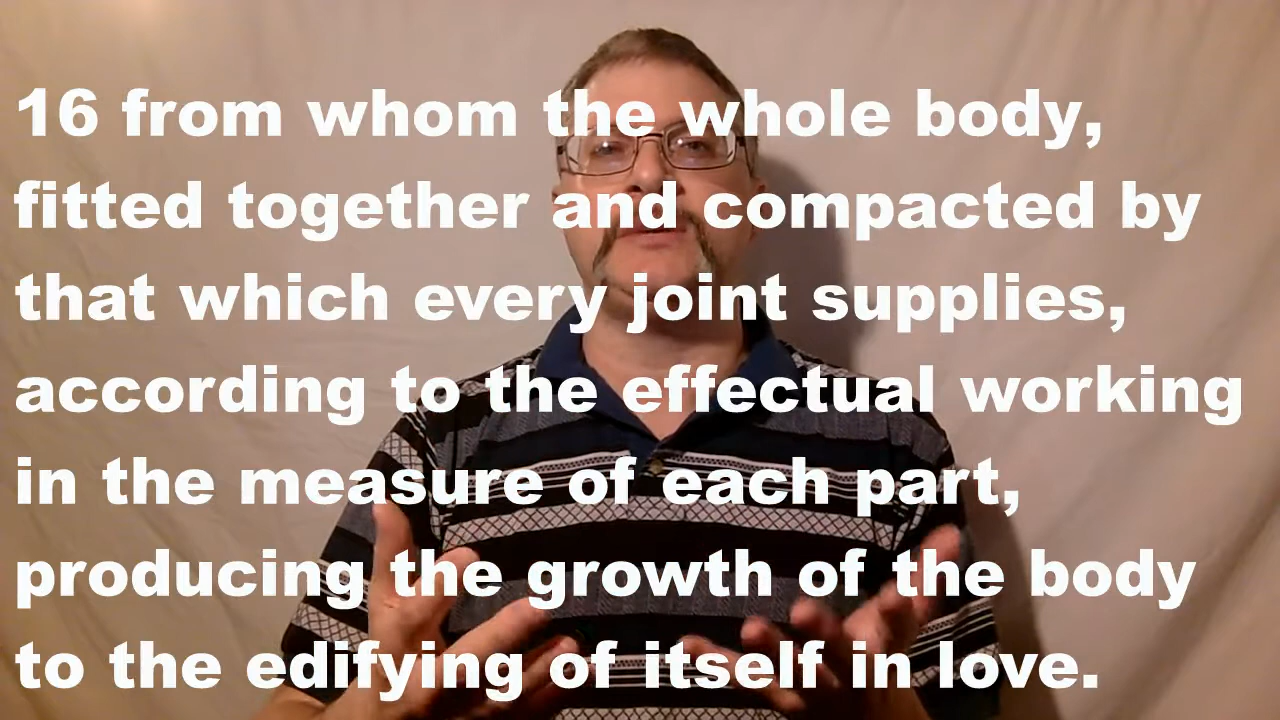 16 from whom the whole body,
fitted together and compacted by
that which every joint supplies,
according to the effectual working
in the measure of each part,
producing the growth of the body
to the edifying of itself in love.